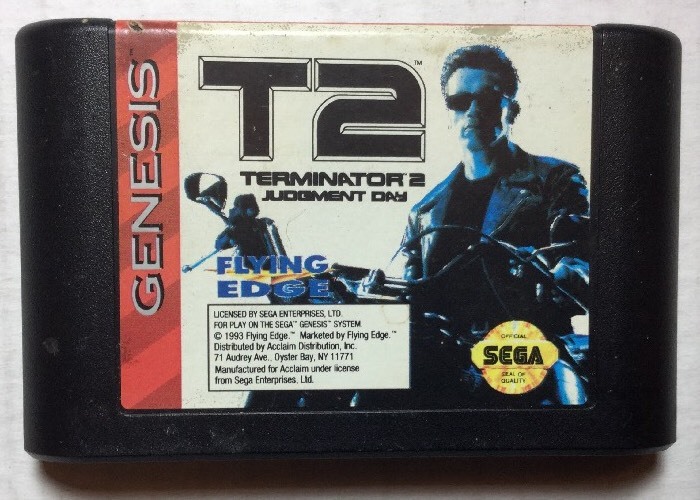 GENESIS™
T2™
TERMINATOR 2
JUDGMENT DAY
FLYING
EDGE
LICENSED BY SEGA ENTERPRISES, LTD.
FOR PLAY ON THE SEGA™ GENESIS™ SYSTEM.
© 1993 Flying Edge.™ Marketed by Flying Edge.™
Distributed by Acclaim Distribution, Inc.
71 Audrey Ave., Oyster Bay, NY 11771
Manufactured for Acclaim under license
from Sega Enterprises, Ltd.
OFFICIAL
SEGA
SEAL OF
QUALITY